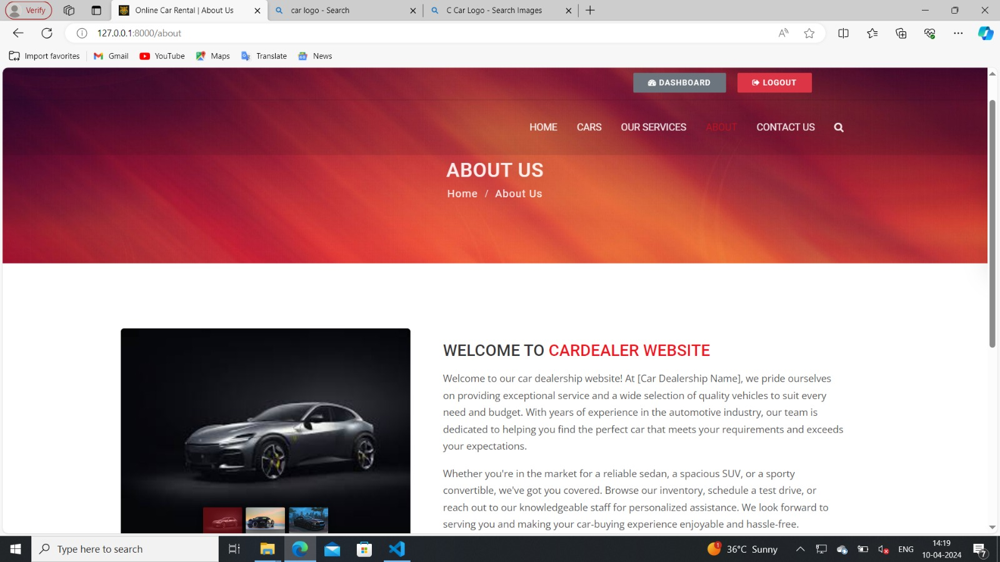 Verify
Online Car Rental | About Us
car logo - Search
C Car Logo - Search Images
127.0.0.1:8000/about
Import favorites
Gmail
YouTube
Maps
Translate
News
DASHBOARD
LOGOUT
HOME
CARS
OUR SERVICES
ABOUT
CONTACT US
ABOUT US
Home / About Us
WELCOME TO CARDEALER WEBSITE
Welcome to our car dealership website! At [Car Dealership Name], we pride ourselves
on providing exceptional service and a wide selection of quality vehicles to suit every
need and budget. With years of experience in the automotive industry, our team is
dedicated to helping you find the perfect car that meets your requirements and exceeds
your expectations.
Whether you're in the market for a reliable sedan, a spacious SUV, or a sporty
convertible, we've got you covered. Browse our inventory, schedule a test drive, or
reach out to our knowledgeable staff for personalized assistance. We look forward to
serving you and making your car-buying experience enjoyable and hassle-free.
Type here to search
1
36°C Sunny
ENG
14:19
10-04-2024
7